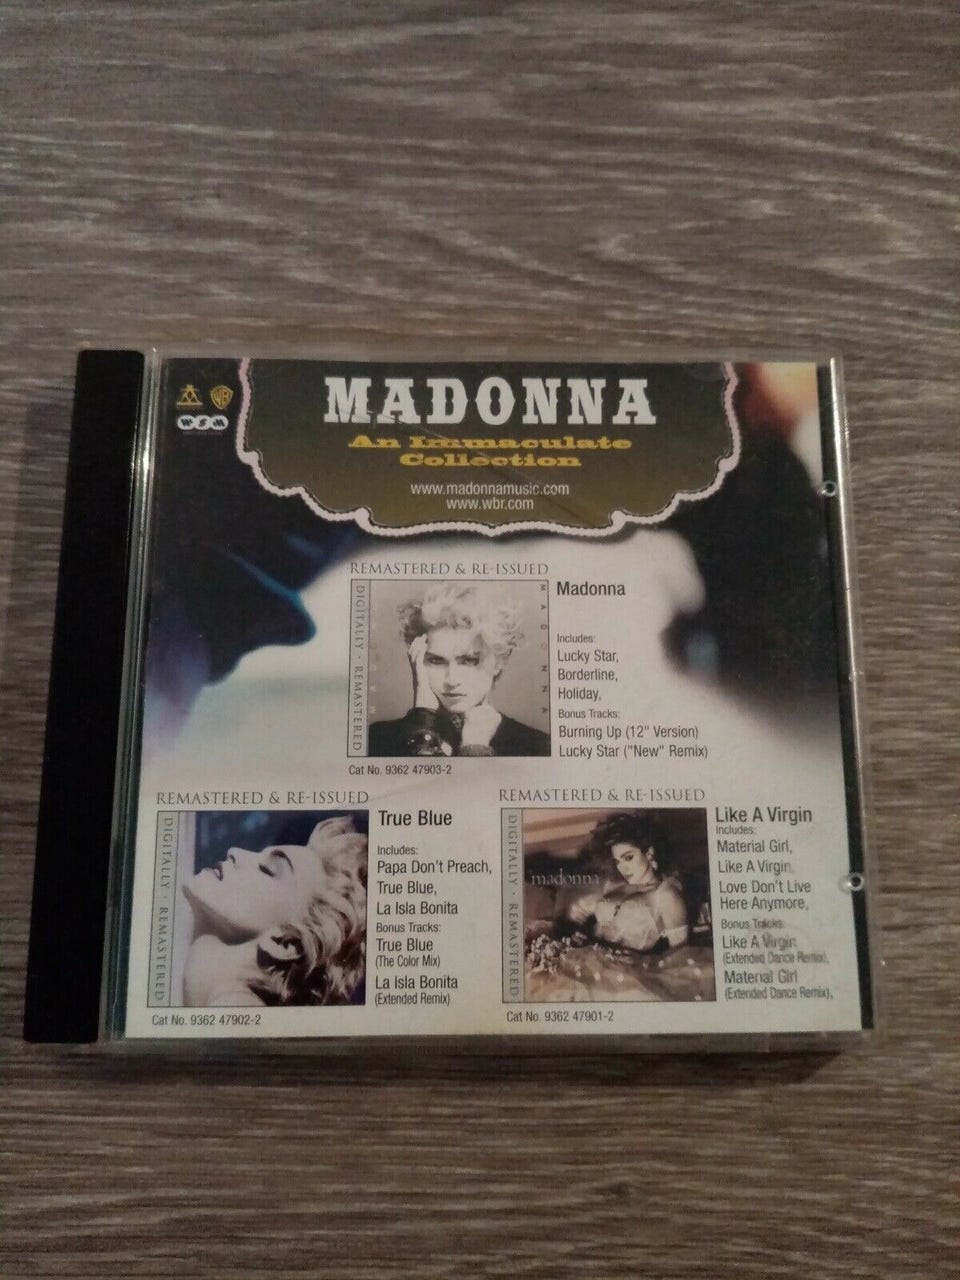 WB
WSM
MADONNA
An Immaculate
Collection
www.madonnamusic.com
www.wbr.com
REMASTERED & RE-ISSUED
DIGITALLY · REMASTERED
MADONNA
Madonna
Includes:
Lucky Star,
Borderline,
Holiday,
Bonus Tracks:
Burning Up (12" Version)
Lucky Star ("New" Remix)
Cat No. 9362 47903-2
REMASTERED & RE-ISSUED
DIGITALLY · REMASTERED
True Blue
Includes:
Papa Don't Preach,
True Blue,
La Isla Bonita
Bonus Tracks:
True Blue
(The Color Mix)
La Isla Bonita
(Extended Remix)
Cat No. 9362 47902-2
REMASTERED & RE-ISSUED
DIGITALLY · REMASTERED
madonna
Like A Virgin
Includes:
Material Girl,
Like A Virgin,
Love Don't Live
Here Anymore,
Bonus Tracks:
Like A Virgin
(Extended Dance Remix),
Material Girl
(Extended Dance Remix),
Cat No. 9362 47901-2